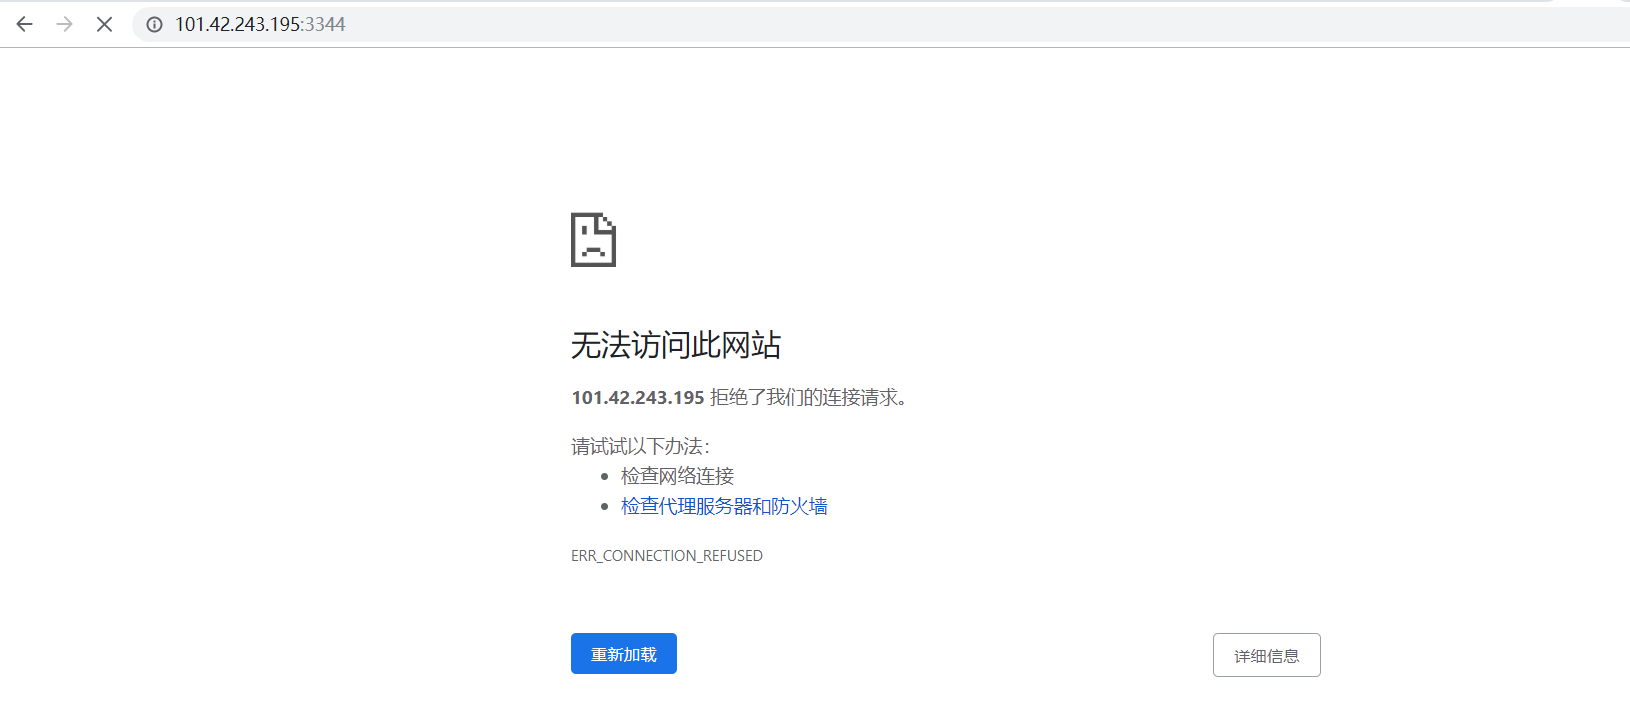 101.42.243.195:3344
无法访问此网站
101.42.243.195 拒绝了我们的连接请求。
请试试以下办法：
检查网络连接
检查代理服务器和防火墙
ERR_CONNECTION_REFUSED
重新加载
详细信息